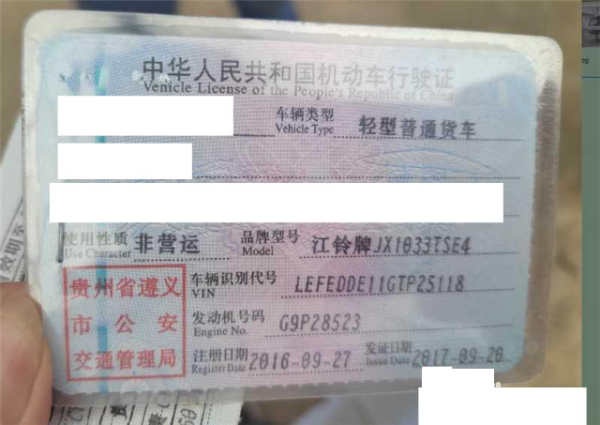 中华人民共和国机动车行驶证
Vehicle License of the People's Republic of China
车辆类型 轻型普通货车
Vehicle Type
使用性质 非营运 品牌型号 江铃牌JX1033TSE4
Use Character Model
贵州省遵义
市公安
交通管理局
车辆识别代号 LEFEDDE11GTP25118
VIN
发动机号码 G9P28523
Engine No.
注册日期 2016-09-27 发证日期 2017-09-20
Register Date Issue Date